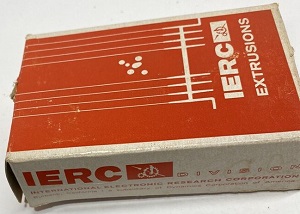 IERC
EXTRUSIONS
IERC DIVISION
INTERNATIONAL ELECTRONIC RESEARCH CORPORATION